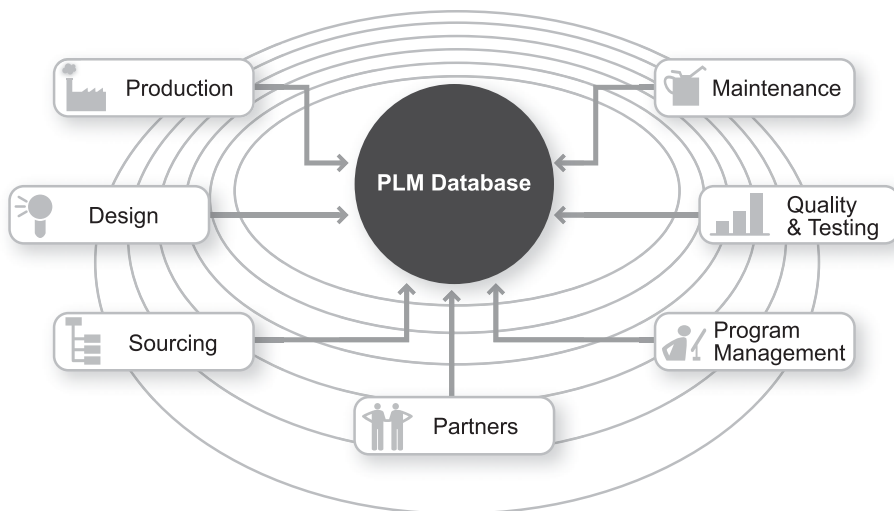 Production
Maintenance
PLM Database
Design
Quality
& Testing
Sourcing
Program
Management
Partners